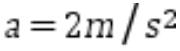 a = 2m/s²